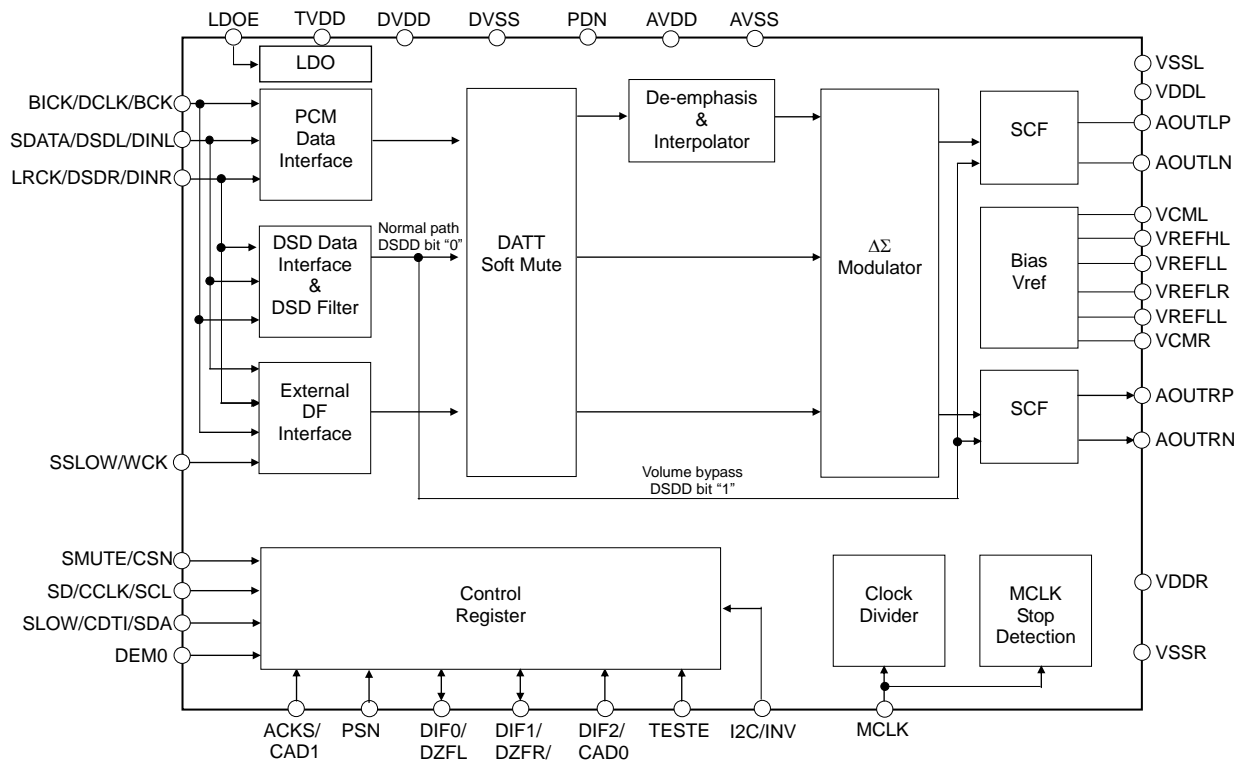 LDOE
TVDD
DVDD
DVSS
PDN
AVDD
AVSS
LDO
VSSL
VDDL
BICK/DCLK/BCK
SDATA/DSDL/DINL
LRCK/DSDR/DINR
PCM
Data
Interface
De-emphasis
&
Interpolator
SCF
AOUTLP
AOUTLN
Normal path
DSDD bit “0”
DSD Data
Interface
&
DSD Filter
DATT
Soft Mute
ΔΣ
Modulator
Bias
Vref
VCML
VREFHL
VREFLL
VREFLR
VREFLL
VCMR
External
DF
Interface
SCF
AOUTRP
AOUTRN
SSLOW/WCK
Volume bypass
DSDD bit “1”
SMUTE/CSN
SD/CCLK/SCL
SLOW/CDTI/SDA
DEM0
Control
Register
Clock
Divider
MCLK
Stop
Detection
VDDR
VSSR
ACKS/
CAD1
PSN
DIF0/
DZFL
DIF1/
DZFR/
DIF2/
CAD0
TESTE
I2C/INV
MCLK